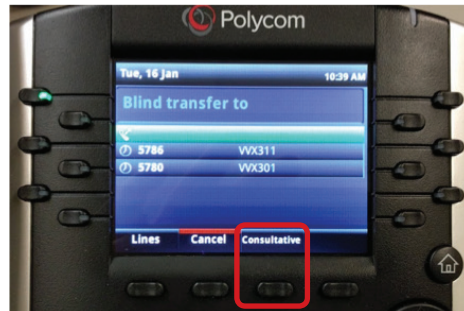 Polycom
Tue, 16 Jan 10:39 AM
Blind transfer to
5786 VVX311
5780 VVX301
Lines Cancel Consultative